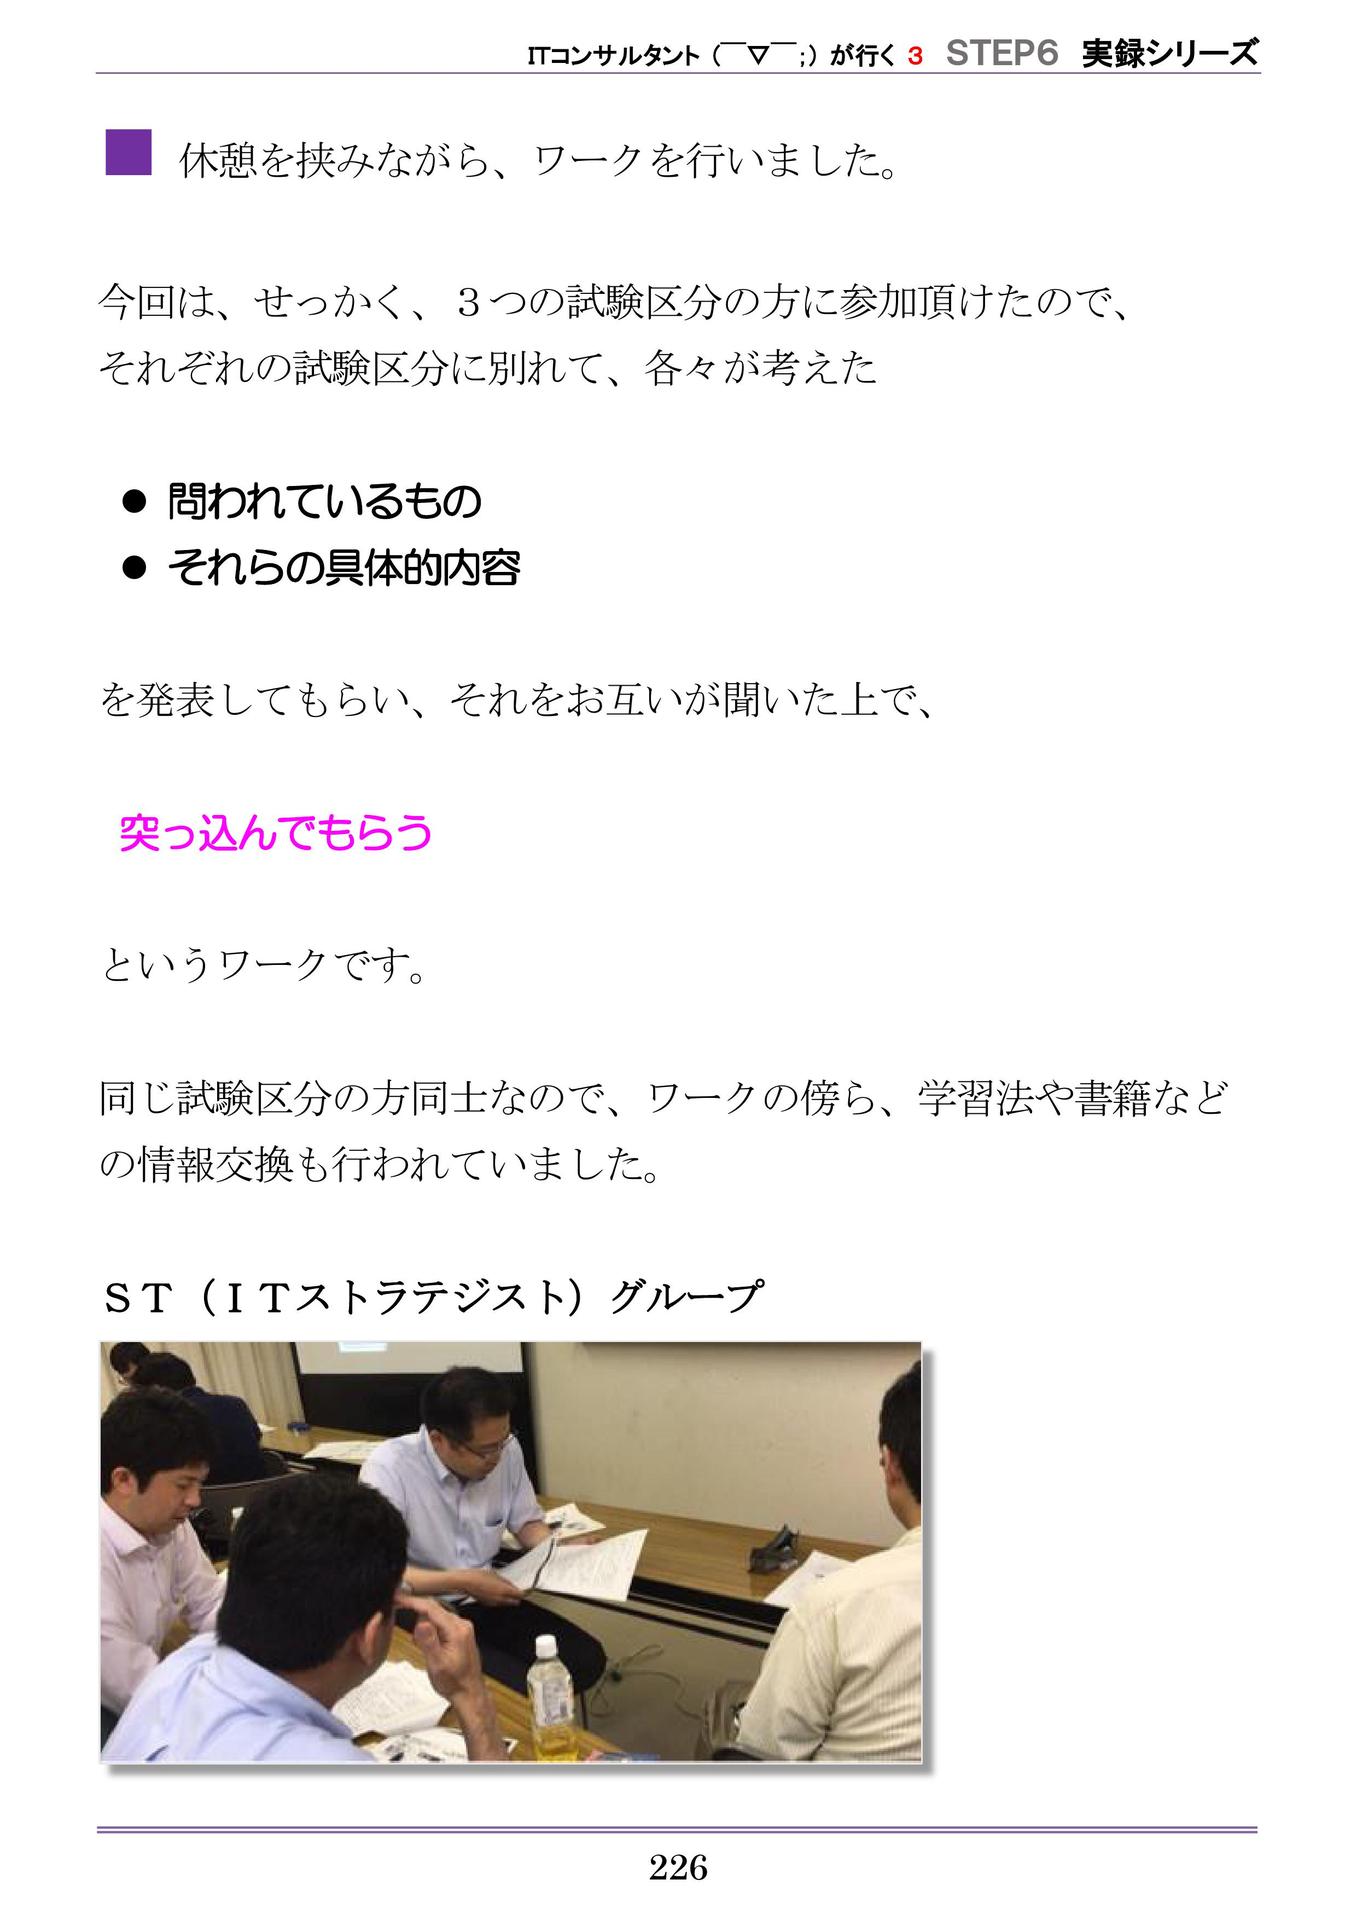 ITコンサルタント（￣▽￣;）が行く 3 STEP6 実録シリーズ
休憩を挟みながら、ワークを行いました。
今回は、せっかく、３つの試験区分の方に参加頂けたので、
それぞれの試験区分に別れて、各々が考えた
● 問われているもの
● それらの具体的内容
を発表してもらい、それをお互いが聞いた上で、
突っ込んでもらう
というワークです。
同じ試験区分の方同士なので、ワークの傍ら、学習法や書籍など
の情報交換も行われていました。
ＳＴ（ＩＴストラテジスト）グループ
226